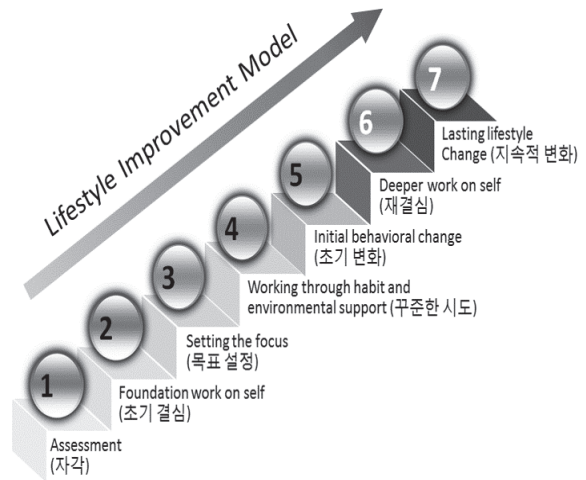 Lifestyle Improvement Model
1
Assessment
(자각)
2
Foundation work on self
(초기 결심)
3
Setting the focus
(목표 설정)
4
Working through habit and
environmental support (꾸준한 시도)
5
Initial behavioral change
(초기 변화)
6
Deeper work on self
(재결심)
7
Lasting lifestyle
Change (지속적 변화)